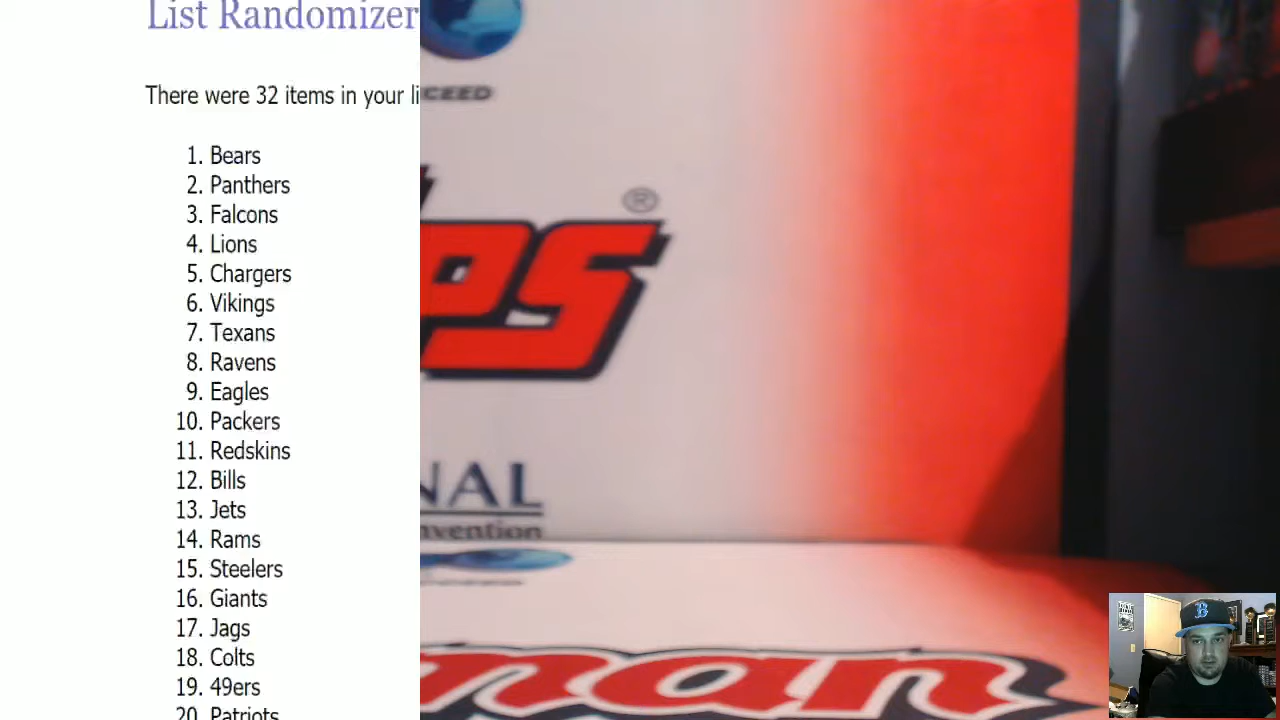 List Randomizer
There were 32 items in your li
1. Bears
2. Panthers
3. Falcons
4. Lions
5. Chargers
6. Vikings
7. Texans
8. Ravens
9. Eagles
10. Packers
11. Redskins
12. Bills
13. Jets
14. Rams
15. Steelers
16. Giants
17. Jags
18. Colts
19. 49ers
20. Patriots
CEED
ps ®
NAL
nvention
man
B